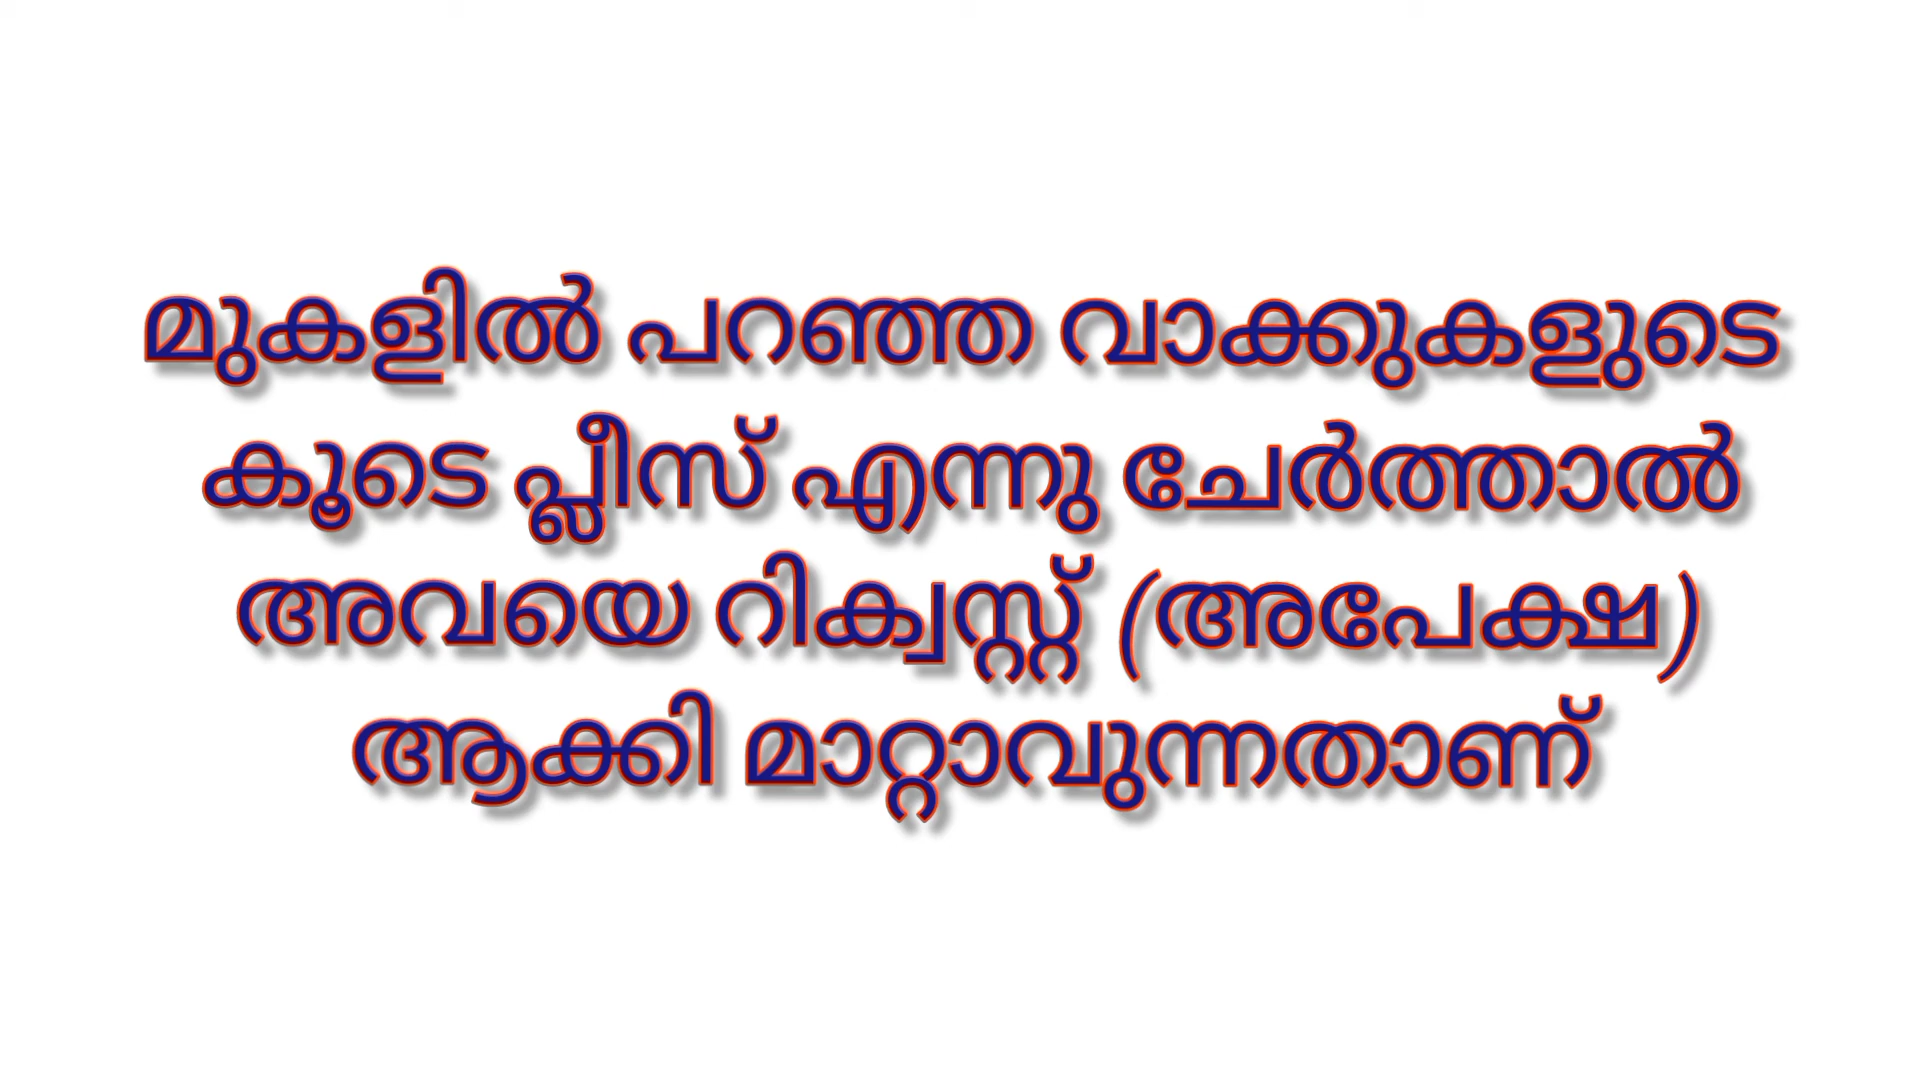 മുകളിൽ പറഞ്ഞ വാക്കുകളുടെ
കൂടെ പ്ലീസ് എന്നു ചേർത്താൽ
അവയെ റിക്വസ്റ്റ് (അപേക്ഷ)
ആക്കി മാറ്റാവുന്നതാണ്